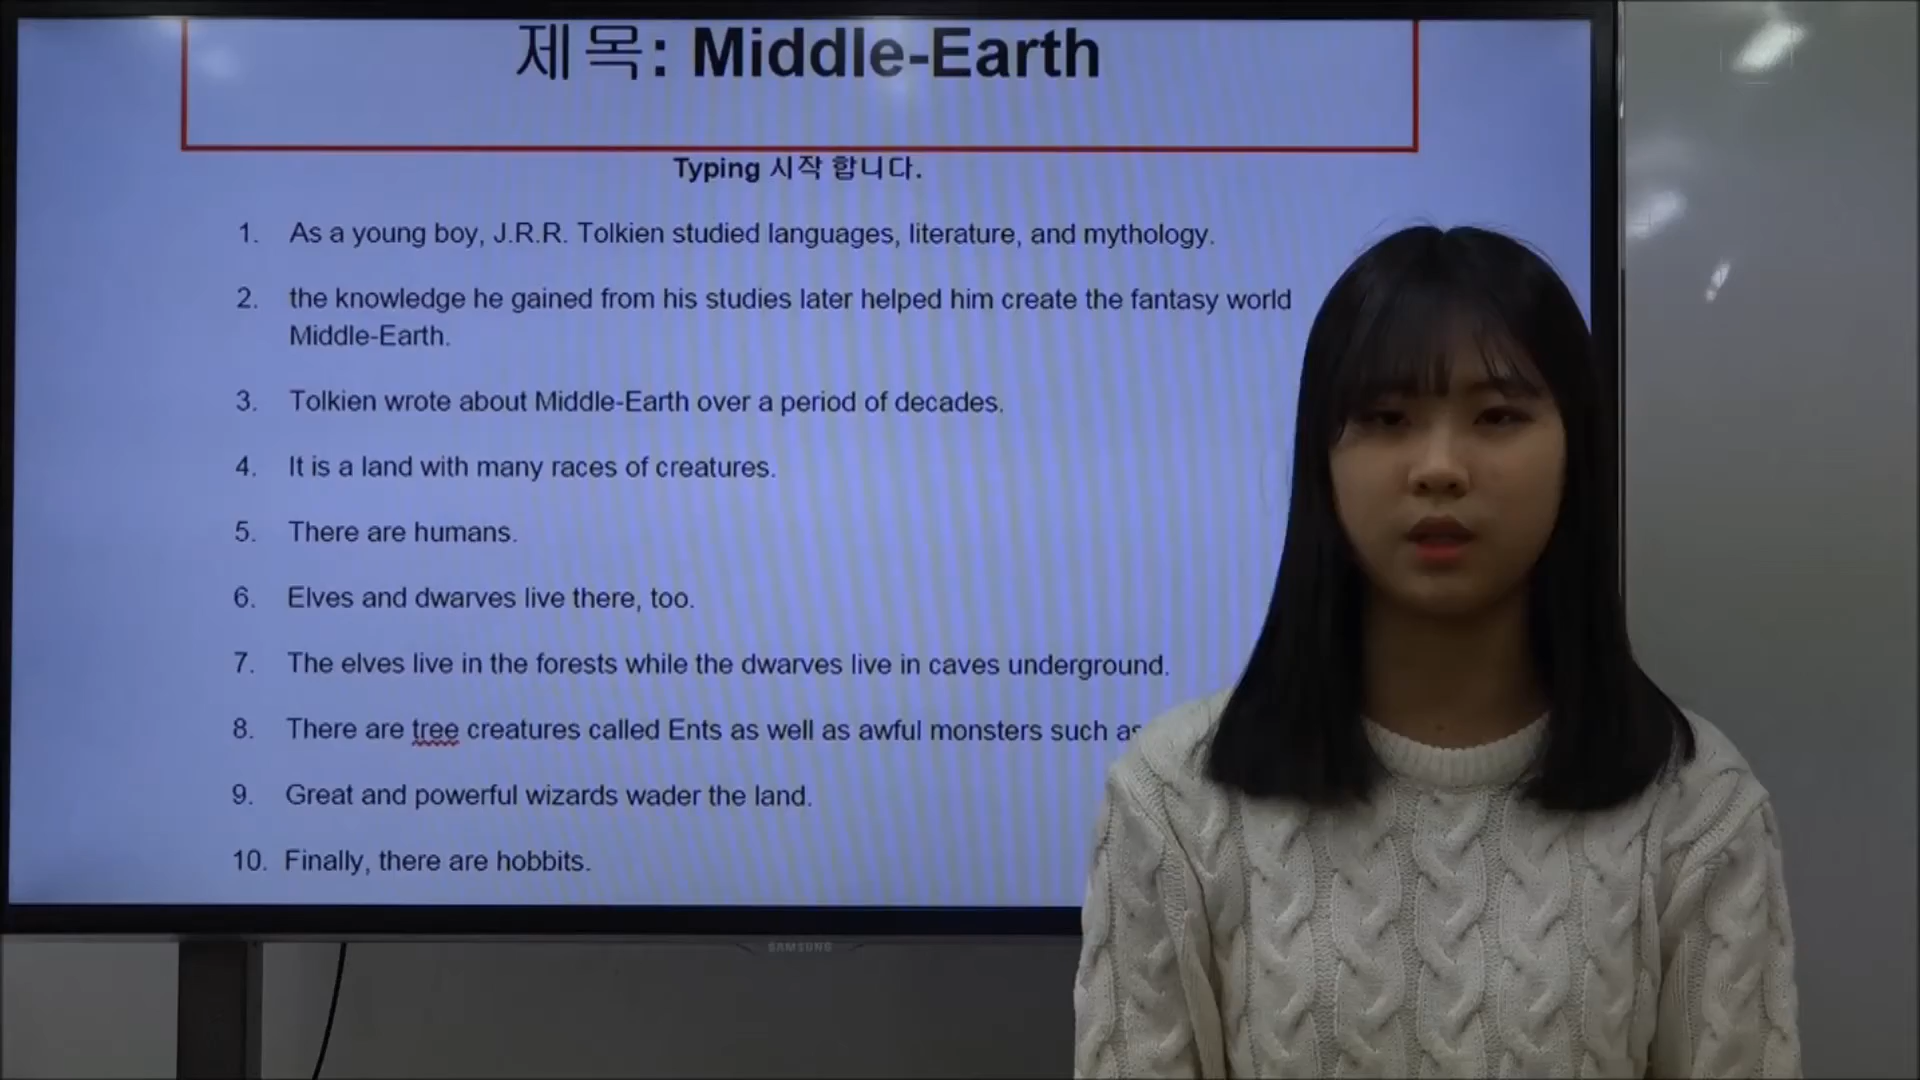 제목: Middle-Earth
Typing 시작 합니다.
1. As a young boy, J.R.R. Tolkien studied languages, literature, and mythology.
2. the knowledge he gained from his studies later helped him create the fantasy world
Middle-Earth.
3. Tolkien wrote about Middle-Earth over a period of decades.
4. It is a land with many races of creatures.
5. There are humans.
6. Elves and dwarves live there, too.
7. The elves live in the forests while the dwarves live in caves underground.
8. There are tree creatures called Ents as well as awful monsters such as
9. Great and powerful wizards wader the land.
10. Finally, there are hobbits.
SAMSUNG